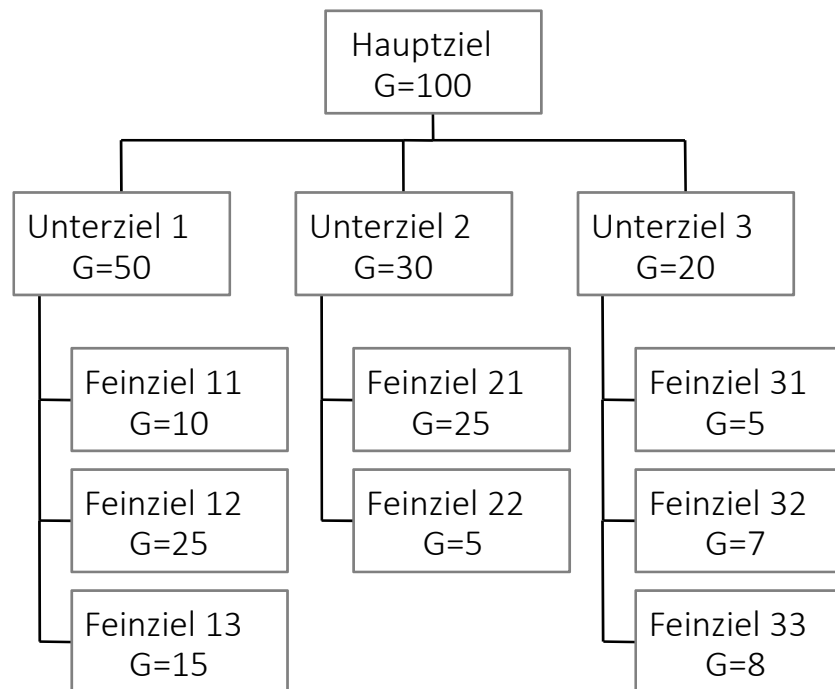 Hauptziel
G=100
Unterziel 1
G=50
Unterziel 2
G=30
Unterziel 3
G=20
Feinziel 11
G=10
Feinziel 12
G=25
Feinziel 13
G=15
Feinziel 21
G=25
Feinziel 22
G=5
Feinziel 31
G=5
Feinziel 32
G=7
Feinziel 33
G=8